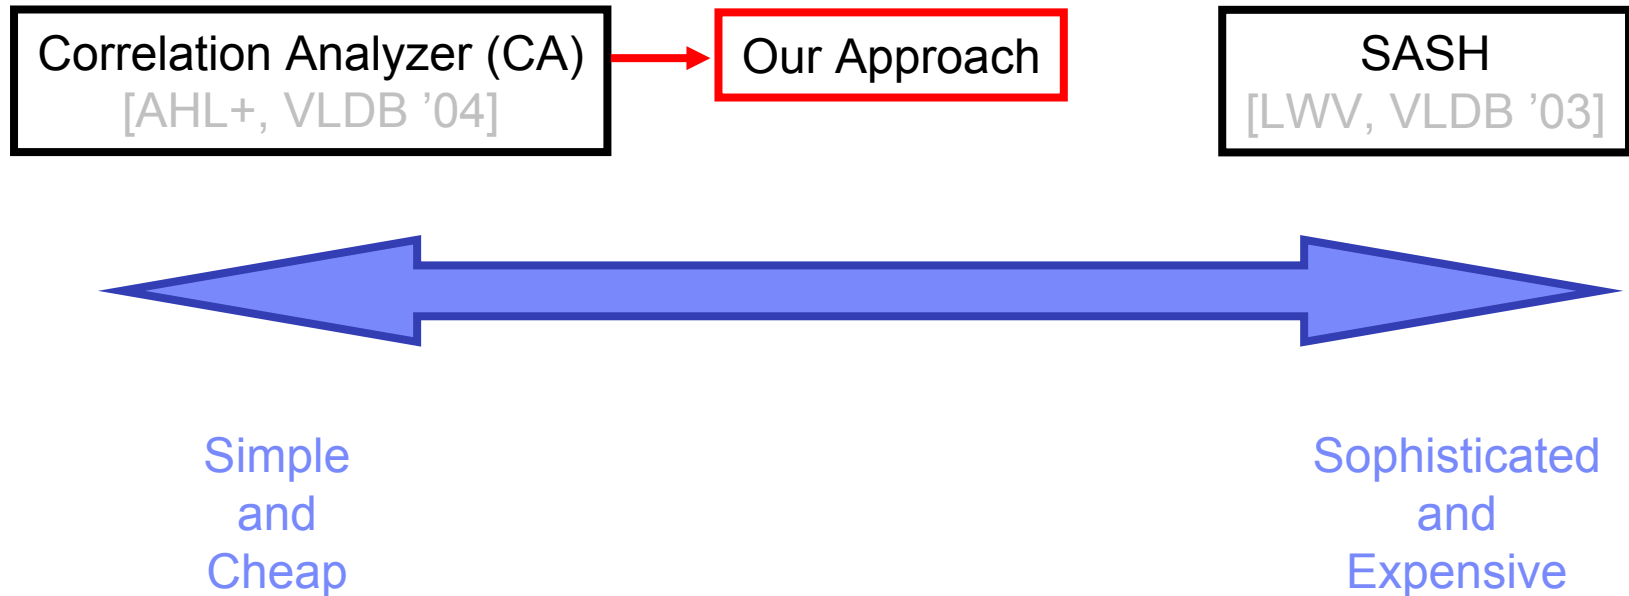 Correlation Analyzer (CA)
[AHL+, VLDB ’04]
Our Approach
SASH
[LWV, VLDB ’03]
Simple
and
Cheap
Sophisticated
and
Expensive